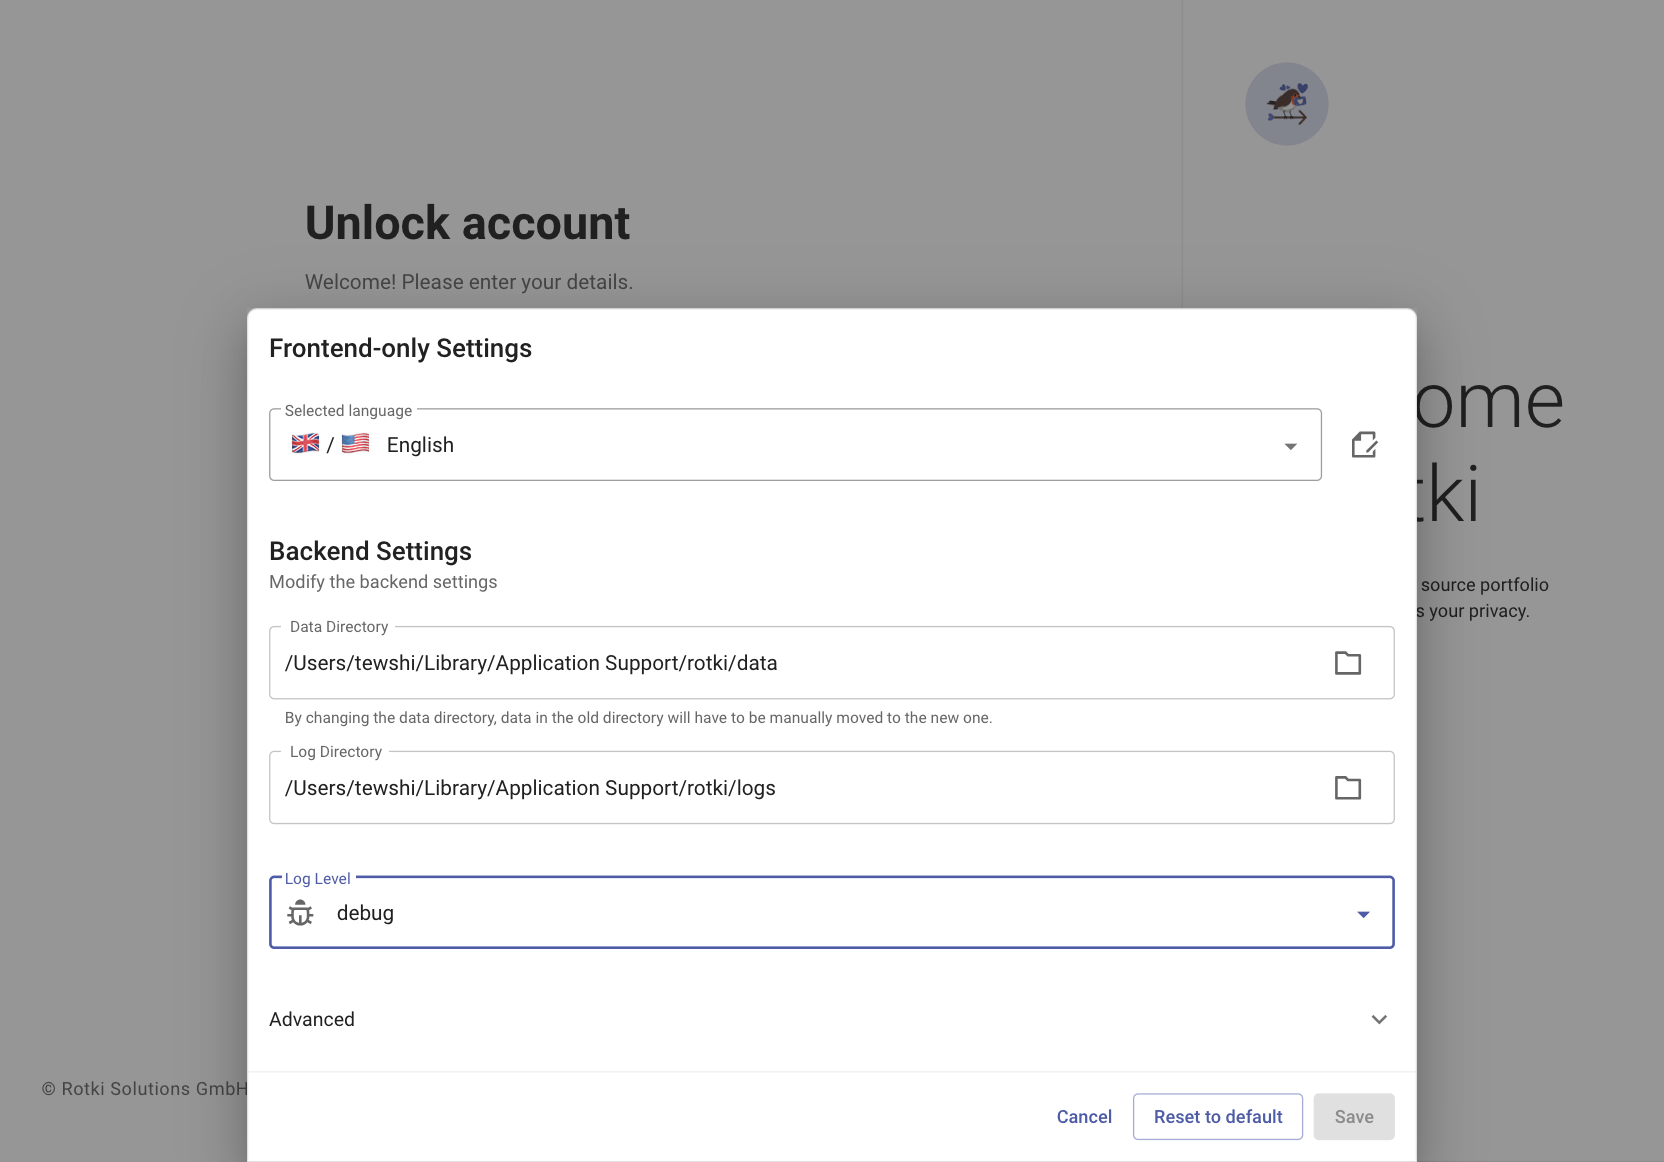 Unlock account
Welcome! Please enter your details.
Frontend-only Settings
Selected language
/ English
Backend Settings
Modify the backend settings
Data Directory
/Users/tewshi/Library/Application Support/rotki/data
By changing the data directory, data in the old directory will have to be manually moved to the new one.
Log Directory
/Users/tewshi/Library/Application Support/rotki/logs
Log Level
debug
Advanced
Cancel
Reset to default
Save
© Rotki Solutions GmbH
ome
tki
source portfolio
s your privacy.